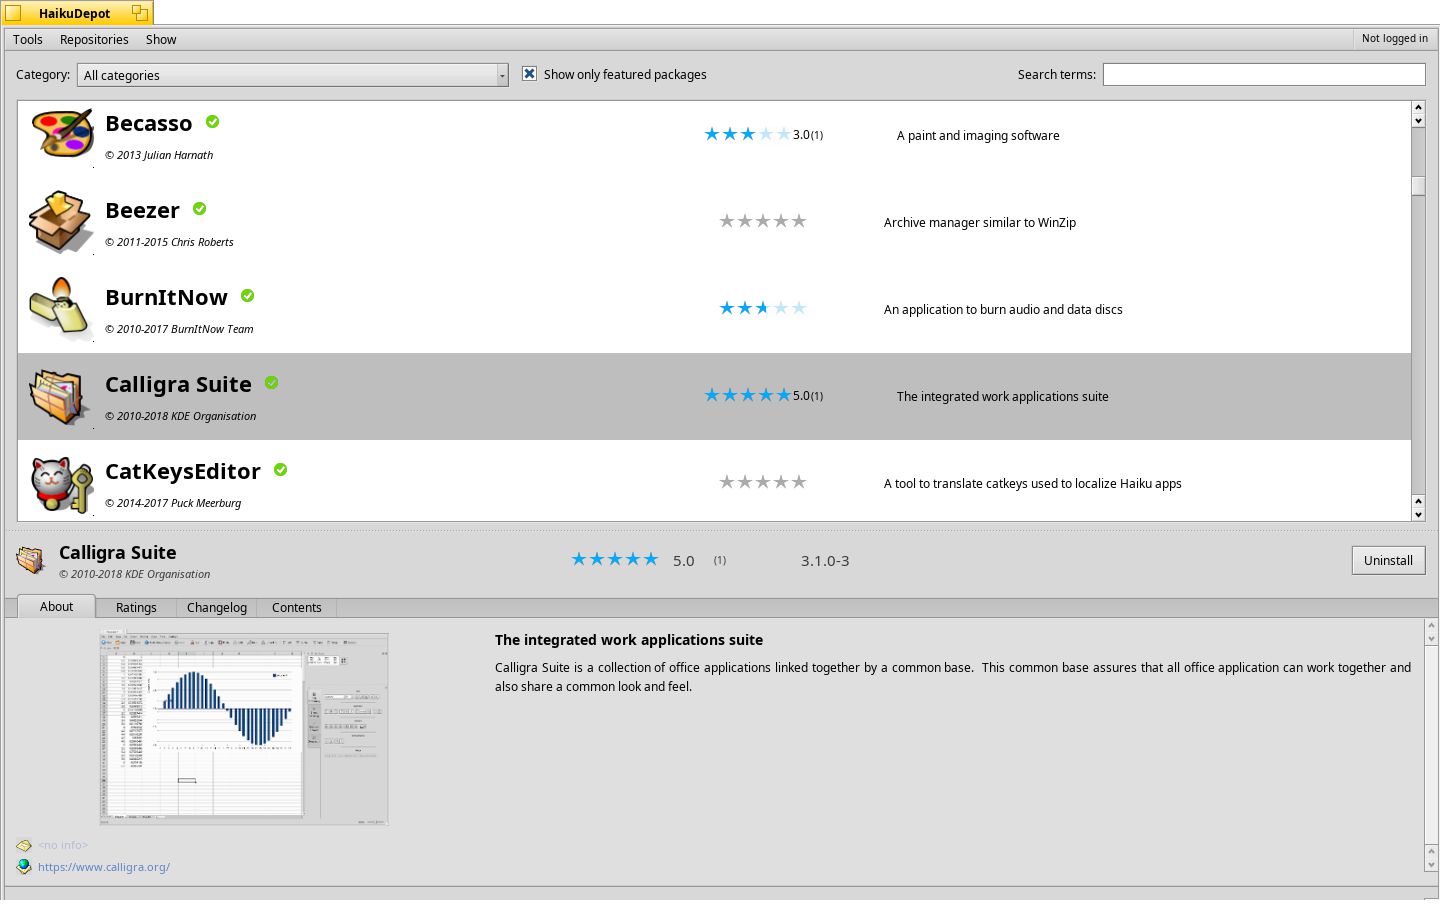 HaikuDepot
Tools Repositories Show Not logged in
Category: All categories Show only featured packages Search terms:
Becasso 3.0(1) A paint and imaging software
© 2013 Julian Harnath
Beezer Archive manager similar to WinZip
© 2011-2015 Chris Roberts
BurnItNow An application to burn audio and data discs
© 2010-2017 BurnItNow Team
Calligra Suite 5.0(1) The integrated work applications suite
© 2010-2018 KDE Organisation
CatKeysEditor A tool to translate catkeys used to localize Haiku apps
© 2014-2017 Puck Meerburg
Calligra Suite 5.0 (1) 3.1.0-3 Uninstall
© 2010-2018 KDE Organisation
About Ratings Changelog Contents
The integrated work applications suite
Calligra Suite is a collection of office applications linked together by a common base. This common base assures that all office application can work together and
also share a common look and feel.
<no info>
https://www.calligra.org/